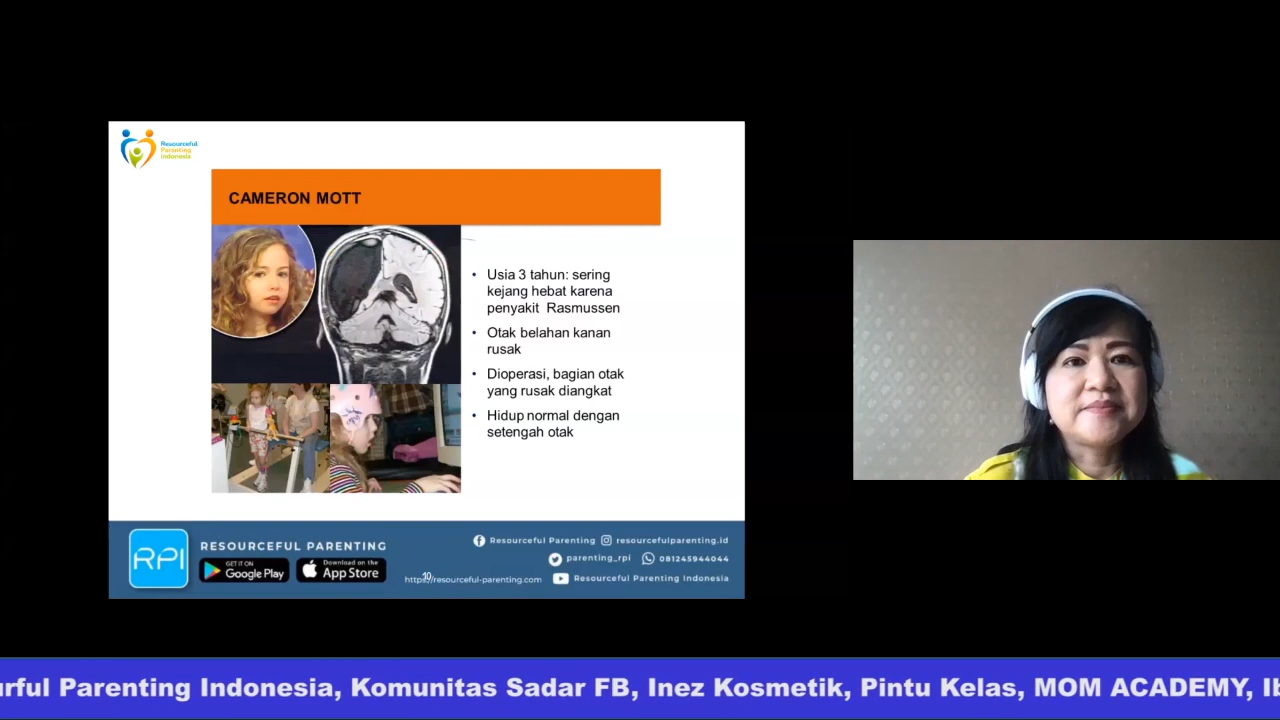 Resourceful
Parenting
Indonesia
CAMERON MOTT
• Usia 3 tahun: sering
kejang hebat karena
penyakit Rasmussen
• Otak belahan kanan
rusak
• Dioperasi, bagian otak
yang rusak diangkat
• Hidup normal dengan
setengah otak
RPI
RESOURCEFUL PARENTING
GET IT ON
Google Play
Download on the
App Store
10
https://resourceful-parenting.com
Resourceful Parenting resourcefulparenting.id
parenting_rpi 081245944044
Resourceful Parenting Indonesia
urful Parenting Indonesia, Komunitas Sadar FB, Inez Kosmetik, Pintu Kelas, MOM ACADEMY, Ib